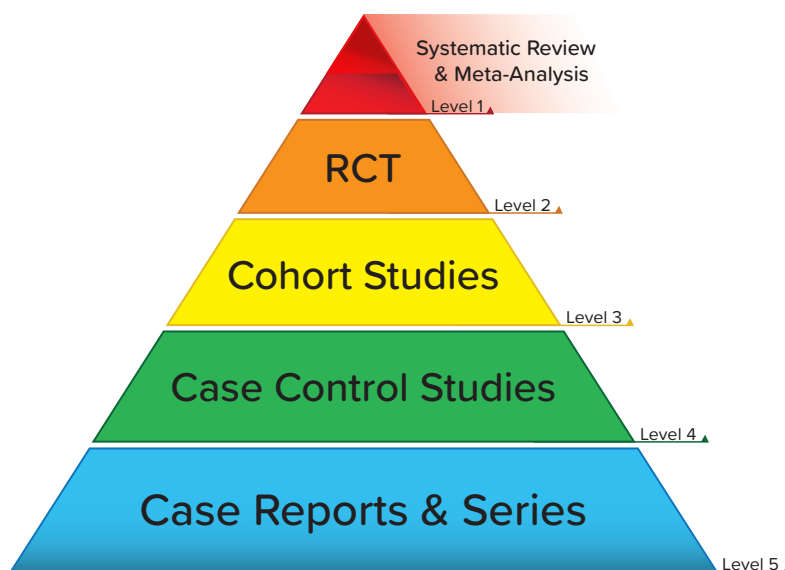 Systematic Review
& Meta-Analysis
Level 1
RCT
Level 2
Cohort Studies
Level 3
Case Control Studies
Level 4
Case Reports & Series
Level 5